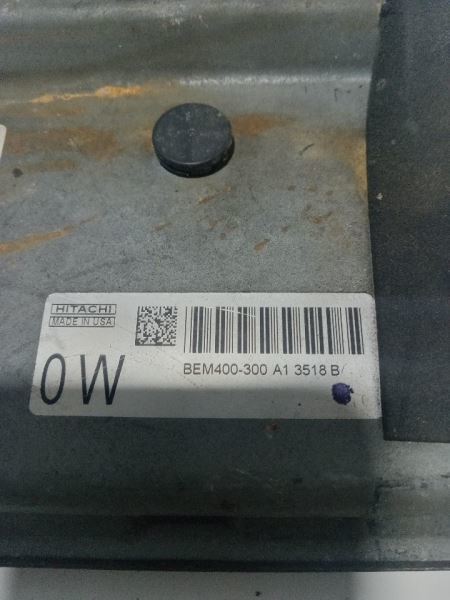 HITACHI
MADE IN USA
0W
BEM400-300 A1 3518 B